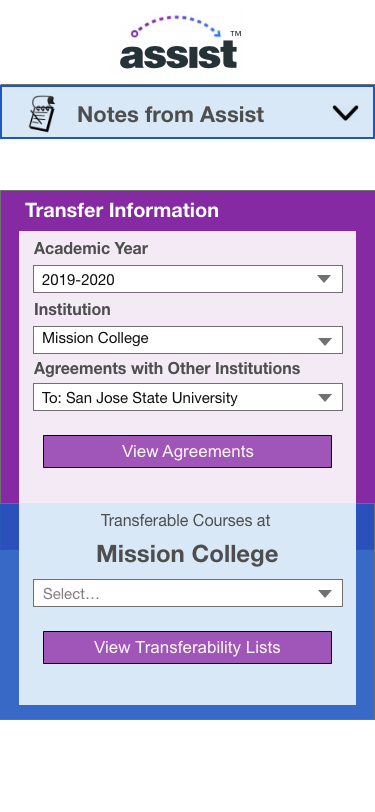 assist™
Notes from Assist
Transfer Information
Academic Year
2019-2020
Institution
Mission College
Agreements with Other Institutions
To: San Jose State University
View Agreements
Transferable Courses at
Mission College
Select...
View Transferability Lists